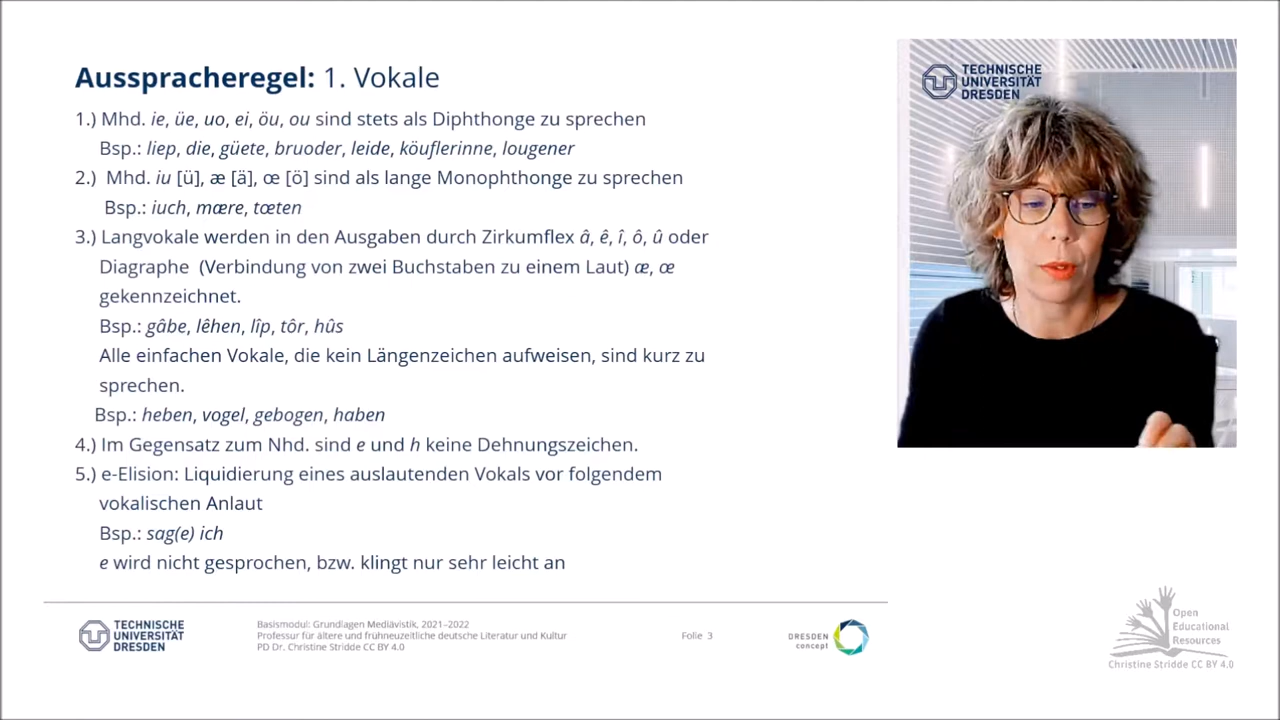 Ausspracheregel: 1. Vokale
1.) Mhd. ie, üe, uo, ei, öu, ou sind stets als Diphthonge zu sprechen
Bsp.: liep, die, güete, bruoder, leide, köuflerinne, lougener
2.) Mhd. iu [ü], æ [ä], œ [ö] sind als lange Monophthonge zu sprechen
Bsp.: iuch, mære, tœten
3.) Langvokale werden in den Ausgaben durch Zirkumflex â, ê, î, ô, û oder
Diagraphe (Verbindung von zwei Buchstaben zu einem Laut) æ, œ
gekennzeichnet.
Bsp.: gâbe, lêhen, lîp, tôr, hûs
Alle einfachen Vokale, die kein Längenzeichen aufweisen, sind kurz zu
sprechen.
Bsp.: heben, vogel, gebogen, haben
4.) Im Gegensatz zum Nhd. sind e und h keine Dehnungszeichen.
5.) e-Elision: Liquidierung eines auslautenden Vokals vor folgendem
vokalischen Anlaut
Bsp.: sag(e) ich
e wird nicht gesprochen, bzw. klingt nur sehr leicht an
TECHNISCHE
UNIVERSITÄT
DRESDEN
Basismodul: Grundlagen Mediävistik, 2021–2022
Professur für ältere und frühneuzeitliche deutsche Literatur und Kultur
PD Dr. Christine Stridde CC BY 4.0
Folie 3
DRESDEN
concept
TECHNISCHE
UNIVERSITÄT
DRESDEN
Open
Educational
Resources
Christine Stridde CC BY 4.0